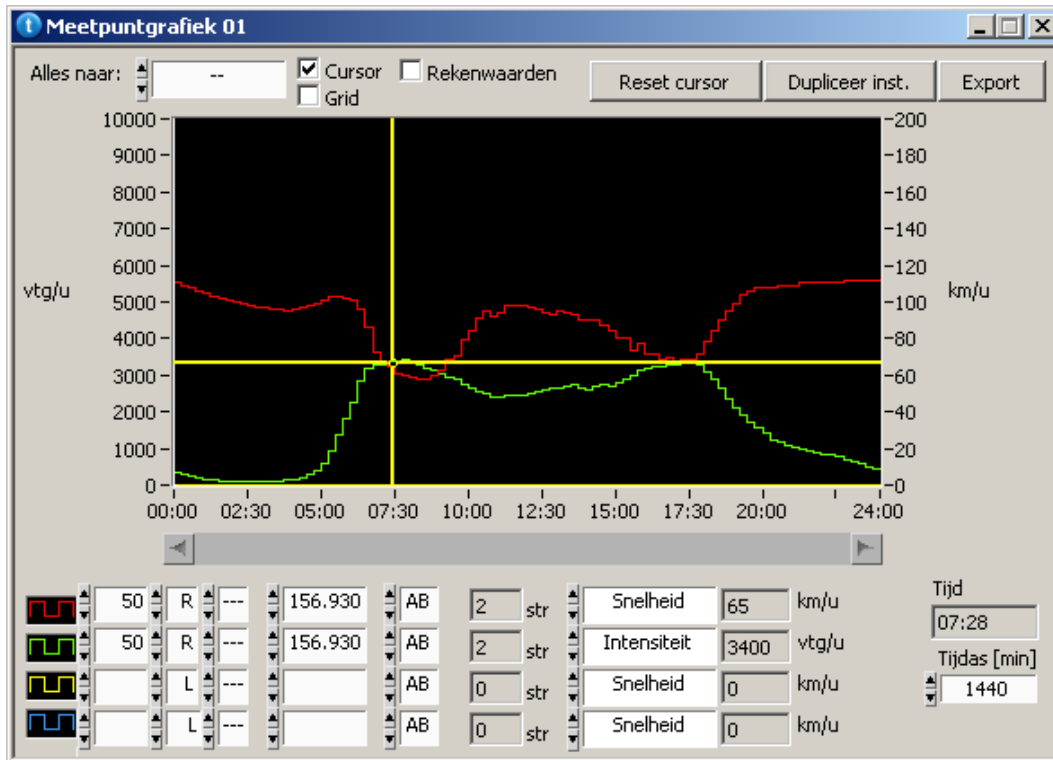 Meetpuntgrafiek 01
Alles naar: -- Cursor Rekenwaarden Reset cursor Dupliceer inst. Export
Grid
10000 200
9000 180
8000 160
7000 140
6000 120
vtg/u km/u
5000 100
4000 80
3000 60
2000 40
1000 20
0 0
00:00 02:30 05:00 07:30 10:00 12:30 15:00 17:30 20:00 24:00
Tijd
50 R --- 156.930 AB 2 str Snelheid 65 km/u
07:28
50 R --- 156.930 AB 2 str Intensiteit 3400 vtg/u
Tijdas [min]
L --- AB 0 str Snelheid 0 km/u
1440
L --- AB 0 str Snelheid 0 km/u